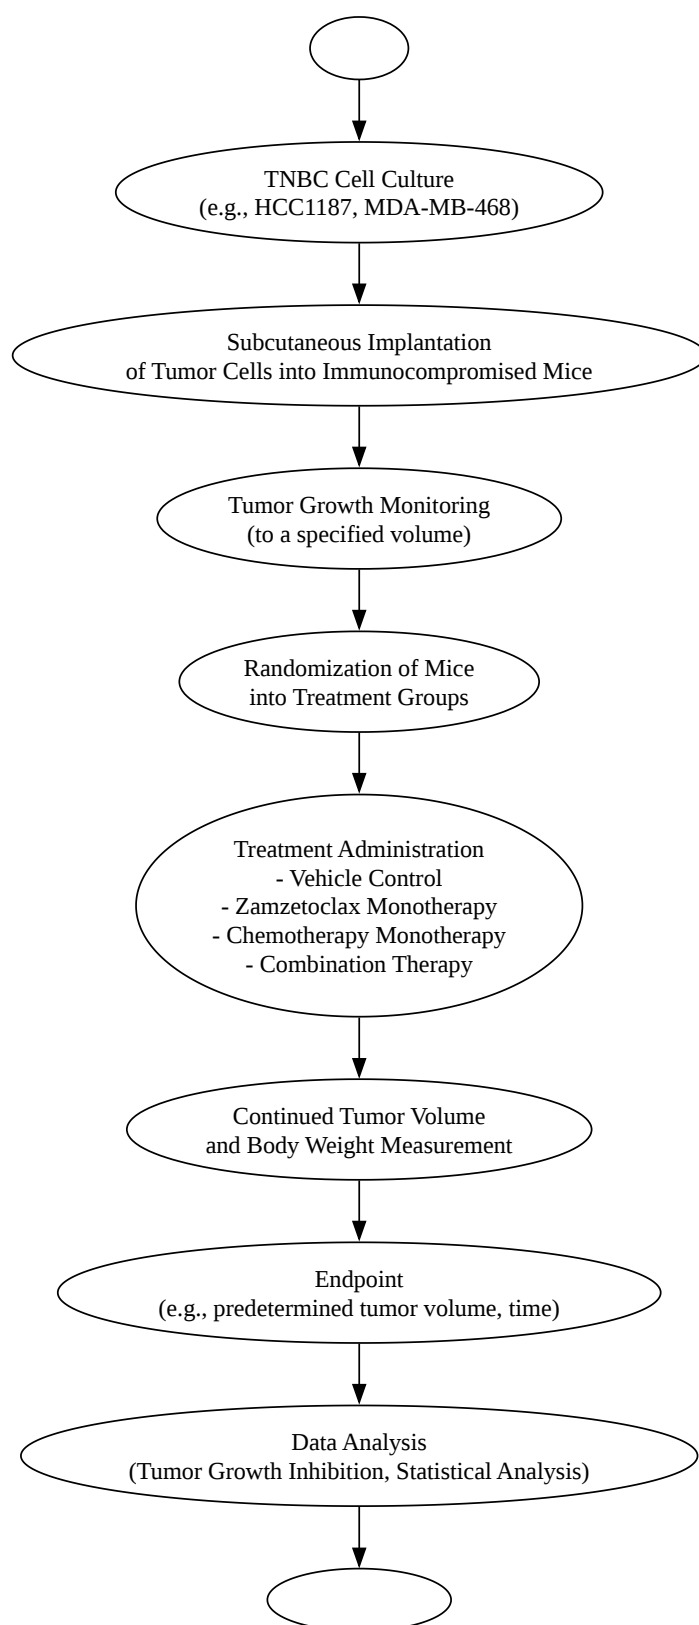 TNBC Cell Culture
(e.g., HCC1187, MDA-MB-468)
Subcutaneous Implantation
of Tumor Cells into Immunocompromised Mice
Tumor Growth Monitoring
(to a specified volume)
Randomization of Mice
into Treatment Groups
Treatment Administration
- Vehicle Control
- Zamzetoclax Monotherapy
- Chemotherapy Monotherapy
- Combination Therapy
Continued Tumor Volume
and Body Weight Measurement
Endpoint
(e.g., predetermined tumor volume, time)
Data Analysis
(Tumor Growth Inhibition, Statistical Analysis)